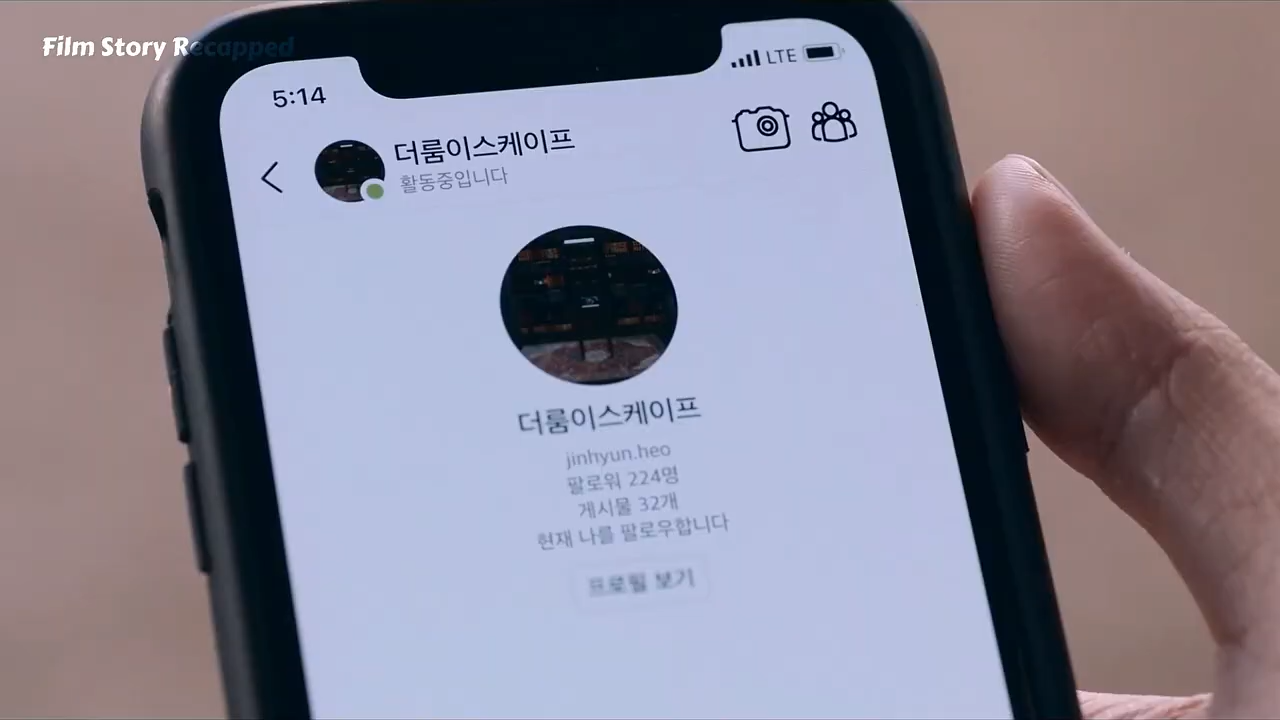 Film Story Recapped
5:14
LTE
더룸이스케이프
활동중입니다
더룸이스케이프
jinhyun.heo
팔로워 224명
게시물 32개
현재 나를 팔로우합니다
프로필 보기